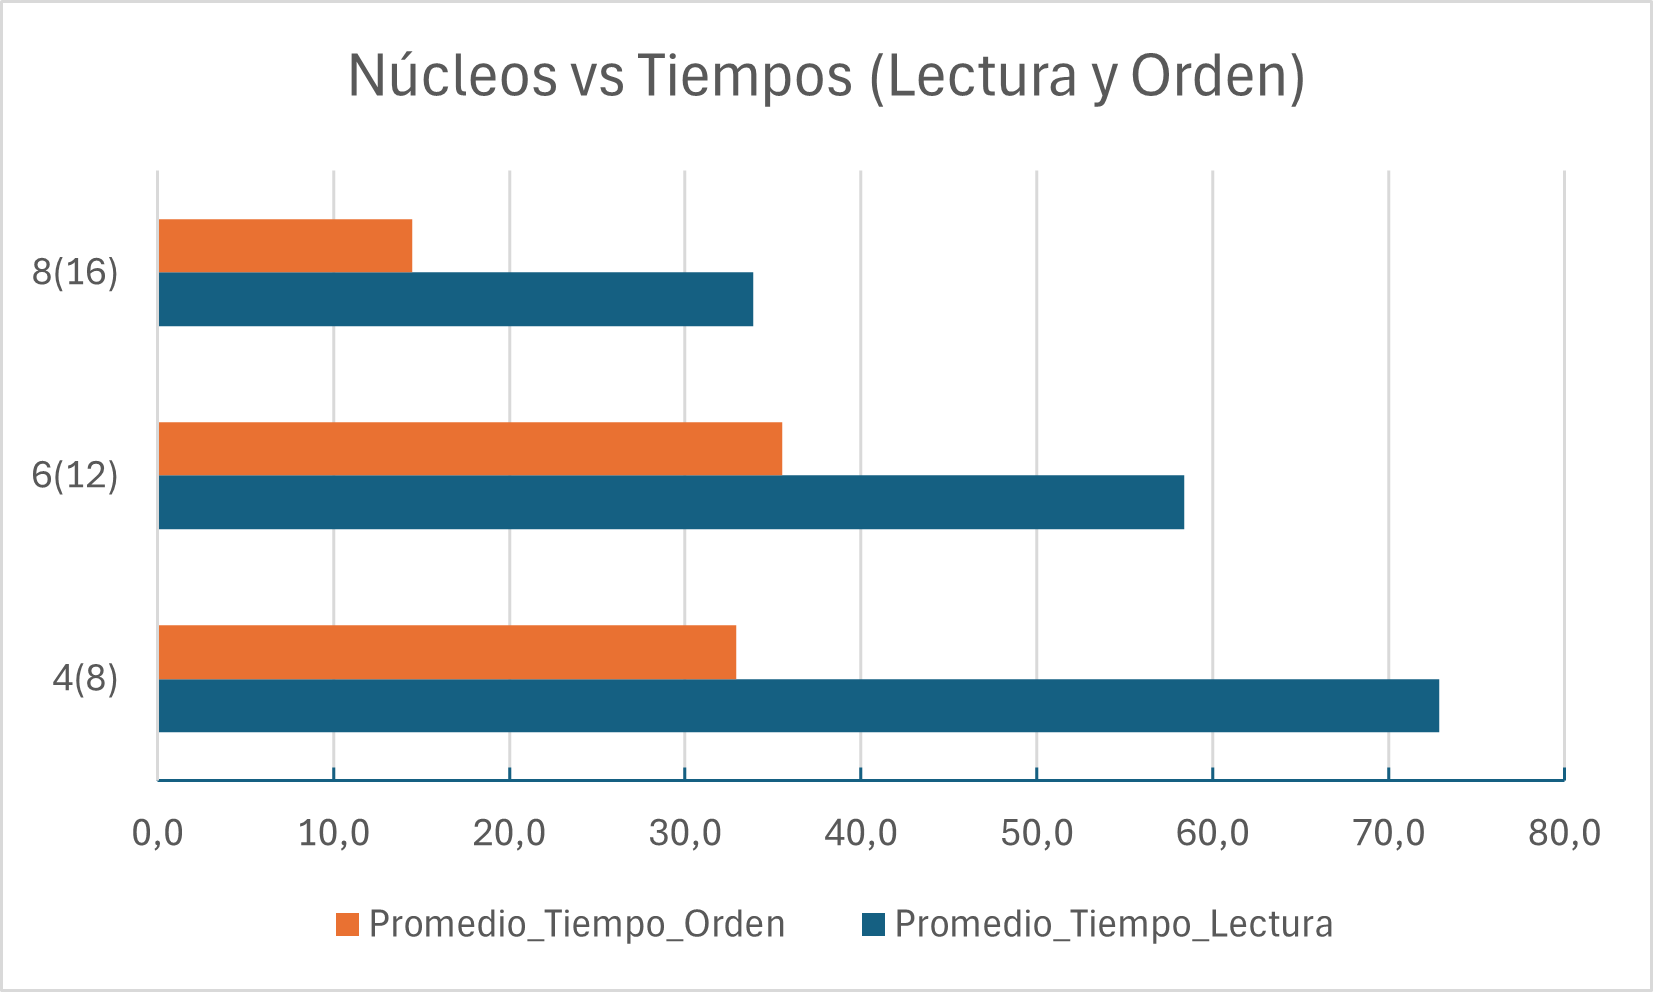 Núcleos vs Tiempos (Lectura y Orden)
8(16)
6(12)
4(8)
0,0 10,0 20,0 30,0 40,0 50,0 60,0 70,0 80,0
Promedio_Tiempo_Orden Promedio_Tiempo_Lectura